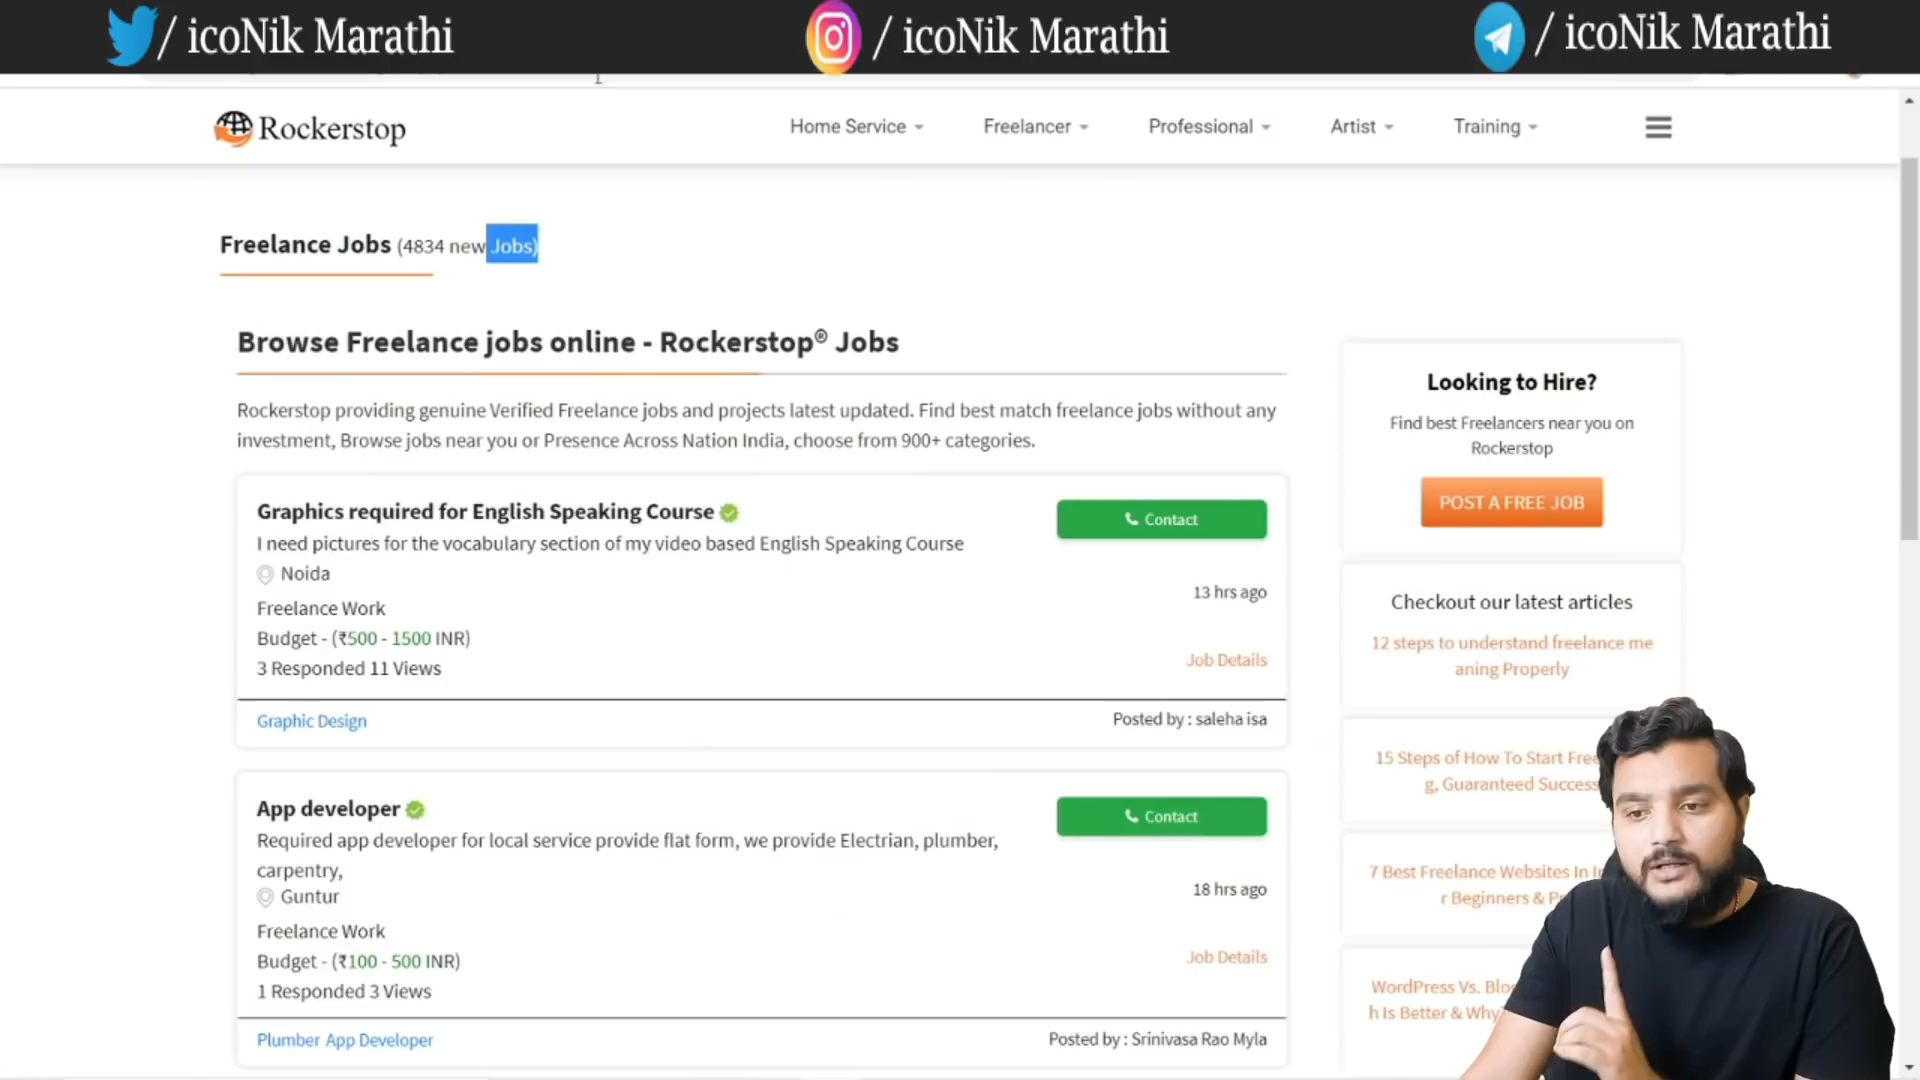 / icoNik Marathi
/ icoNik Marathi
/ icoNik Marathi
Rockerstop
Home Service
Freelancer
Professional
Artist
Training
Freelance Jobs (4834 new Jobs)
Browse Freelance jobs online - Rockerstop® Jobs
Rockerstop providing genuine Verified Freelance jobs and projects latest updated. Find best match freelance jobs without any
investment, Browse jobs near you or Presence Across Nation India, choose from 900+ categories.
Graphics required for English Speaking Course
Contact
I need pictures for the vocabulary section of my video based English Speaking Course
Noida
13 hrs ago
Freelance Work
Budget - (₹500 - 1500 INR)
3 Responded 11 Views
Job Details
Graphic Design
Posted by : saleha isa
App developer
Contact
Required app developer for local service provide flat form, we provide Electrian, plumber,
carpentry,
Guntur
18 hrs ago
Freelance Work
Budget - (₹100 - 500 INR)
1 Responded 3 Views
Job Details
Plumber App Developer
Posted by : Srinivasa Rao Myla
Looking to Hire?
Find best Freelancers near you on
Rockerstop
POST A FREE JOB
Checkout our latest articles
12 steps to understand freelance me
aning Properly
15 Steps of How To Start Free
g, Guaranteed Success
7 Best Freelance Websites In
r Beginners &
WordPress Vs.
h Is Better & Why